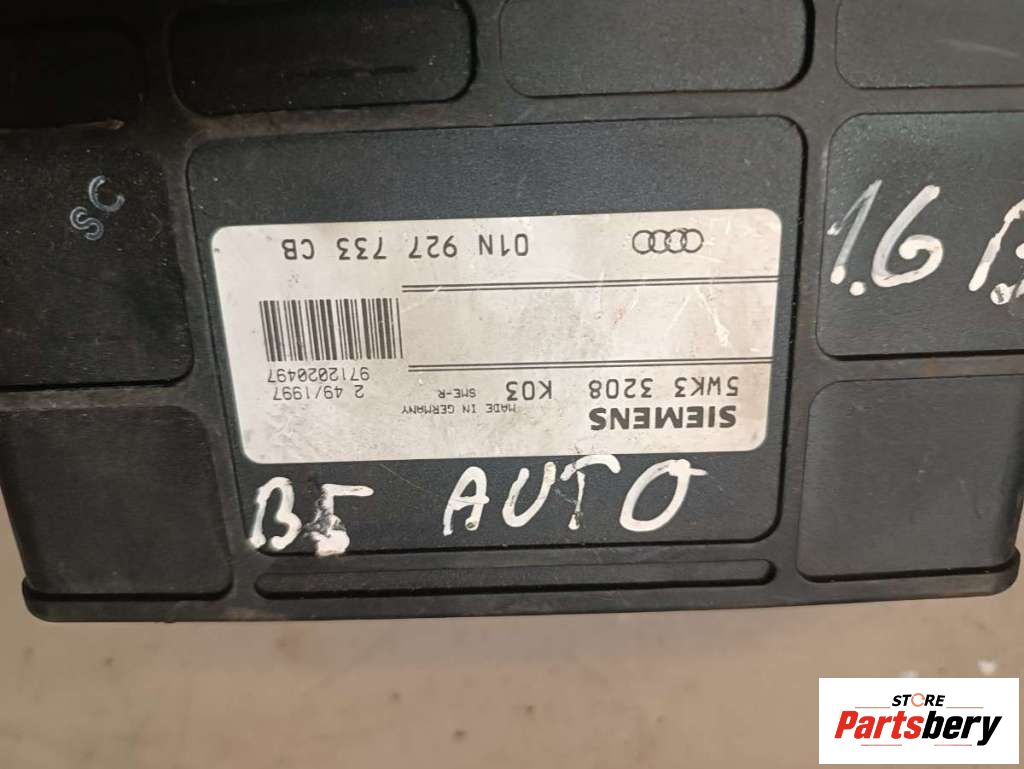 SIEMENS
MADE IN GERMANY
5WK3 3208 K03 SME-R
2 49/1997
9712020497
01N 927 733 CB
SC
1.6
AUTO
STORE
Partsbery